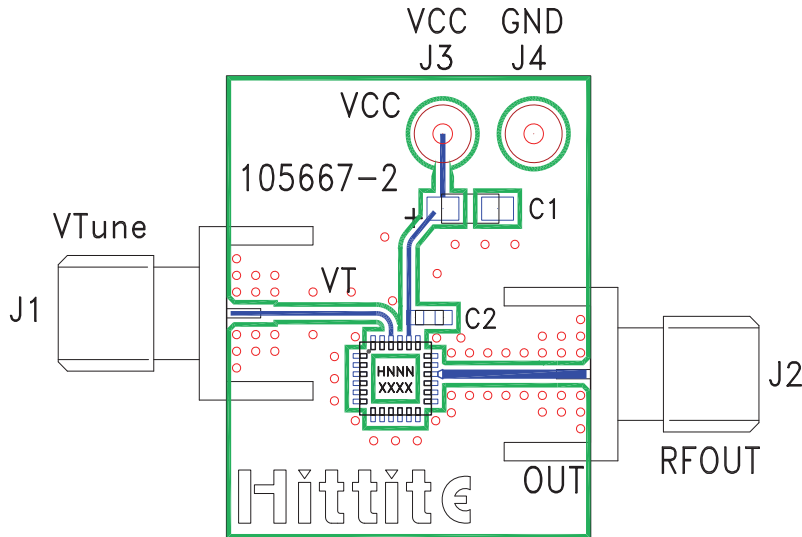 VCC GND
J3 J4
VCC
105667-2
C1
VTune
VT
J1
C2
HNNN
XXXX
J2
RFOUT
OUT
Hittite